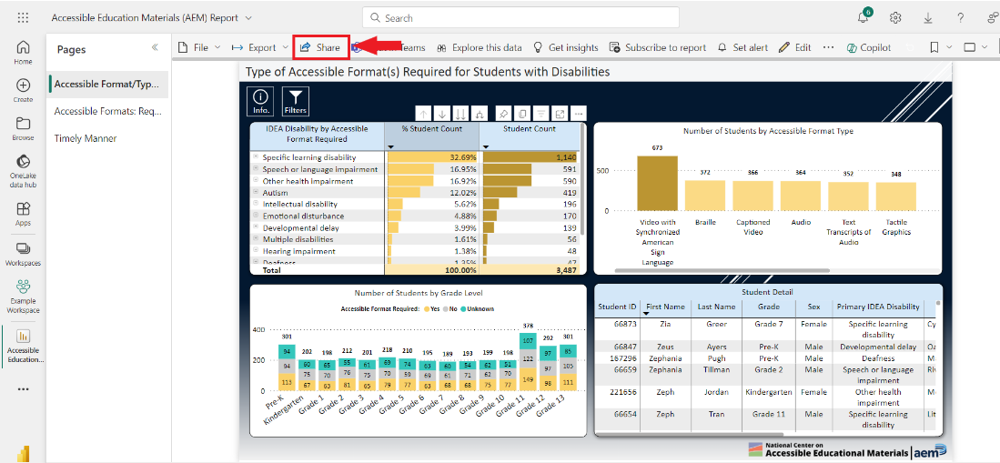 Accessible Education Materials (AEM) Report
Search
6
?
Home
Create
Browse
OneLake
data hub
Apps
Workspaces
Example
Workspace
Accessible
Education...
Pages
Accessible Format/Typ...
Accessible Formats: Req...
Timely Manner
File
Export
Share
Teams
Explore this data
Get insights
Subscribe to report
Set alert
Edit
Copilot
Type of Accessible Format(s) Required for Students with Disabilities
Info.
Filters
IDEA Disability by Accessible Format Required % Student Count Student Count
Specific learning disability 32.69% 1,140
Speech or language impairment 16.95% 591
Other health impairment 16.92% 590
Autism 12.02% 419
Intellectual disability 5.62% 196
Emotional disturbance 4.88% 170
Developmental delay 3.99% 139
Multiple disabilities 1.61% 56
Hearing impairment 1.38% 48
Deafness 1.35% 47
Total 100.00% 3,487
Number of Students by Accessible Format Type
500
0
673 372 366 364 352 348
Video with
Synchronized
American
Sign
Language
Braille
Captioned
Video
Audio
Text
Transcripts of
Audio
Tactile
Graphics
Number of Students by Grade Level
Accessible Format Required: Yes No Unknown
400
200
0
301 202 198 212 201 218 210 195 189 193 199 198 378 292 301
94 60 65 55 61 69 74 63 60 54 62 51 107 97 85
94 75 70 76 75 70 59 69 61 71 62 70 122 97 105
113 67 63 81 65 79 77 63 68 68 75 77 149 98 111
Pre-K
Kindergarten
Grade 1
Grade 2
Grade 3
Grade 4
Grade 5
Grade 6
Grade 7
Grade 8
Grade 9
Grade 10
Grade 11
Grade 12
Grade 13
Student Detail
Student ID First Name Last Name Grade Sex Primary IDEA Disability
66873 Zia Greer Grade 7 Female Specific learning disability Cy
66847 Zeus Ayers Pre-K Male Developmental delay Oa
167296 Zephania Pugh Pre-K Male Deafness M
66659 Zephania Tillman Grade 2 Male Speech or language impairment Riv
221656 Zeph Jordan Kindergarten Female Other health impairment M
66654 Zeph Tran Grade 11 Male Specific learning disability Lit
National Center on
Accessible Educational Materials aem